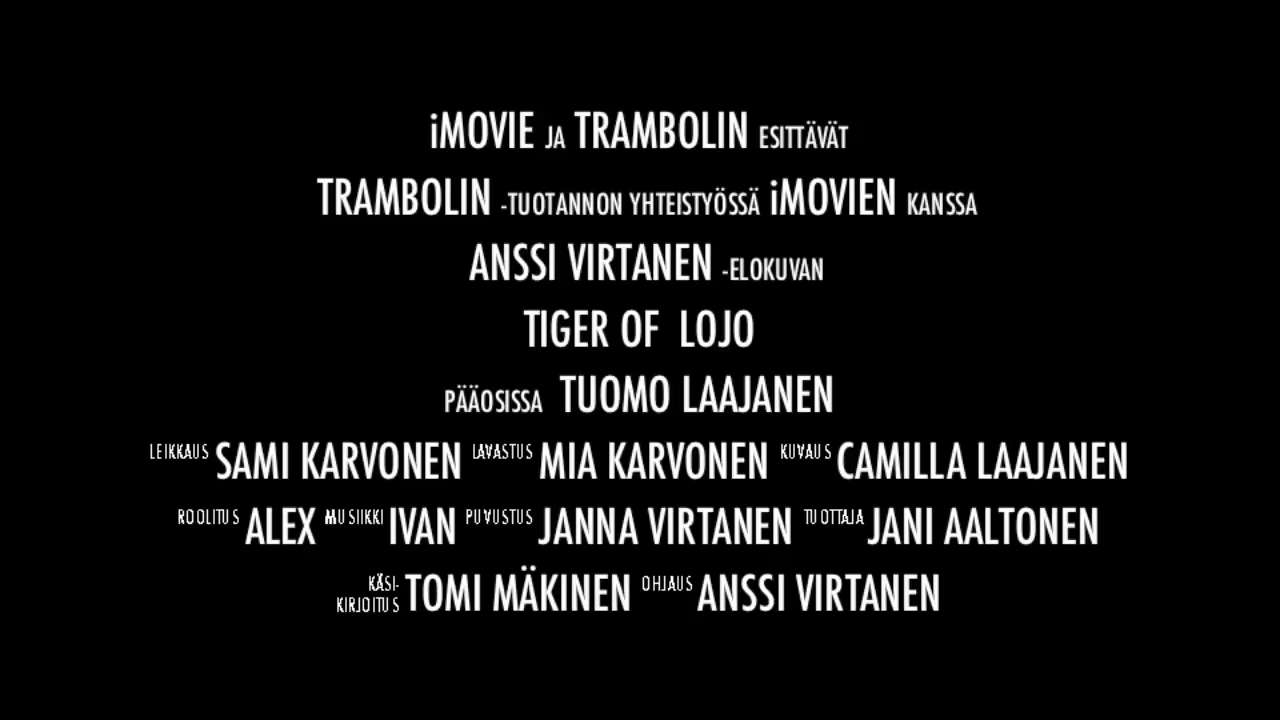 iMOVIE JA TRAMBOLIN ESITTÄVÄT
TRAMBOLIN -TUOTANNON YHTEISTYÖSSÄ iMOVIEN KANSSA
ANSSI VIRTANEN -ELOKUVAN
TIGER OF LOJO
PÄÄOSISSA TUOMO LAAJANEN
LEIKKAUS SAMI KARVONEN LAVASTUS MIA KARVONEN KUVAUS CAMILLA LAAJANEN
ROOLITUS ALEX MUSIIKKI IVAN PUVUSTUS JANNA VIRTANEN TUOTTAJA JANI AALTONEN
KÄSI-KIRJOITUS TOMI MÄKINEN OHJAUS ANSSI VIRTANEN